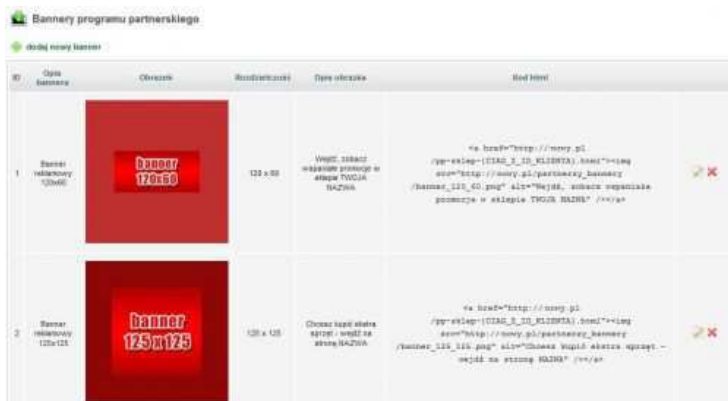 Bannery programu partnerskiego
dodaj nowy banner
ID
Opis
bannera
Obrazek
Rozdzielczość
Opis obrazka
Kod html
1
Banner
reklamowy
120x60
banner
120x60
120 x 60
Wejdź, zobacz
wspaniałe promocje w
sklepie TWOJA
NAZWA
<a href="http://nowy.pl
/pp-sklep-{CIAG_Z_ID_KLIENTA}.html"><img
src="http://nowy.pl/partnerzy_bannery
/banner_120_60.png" alt="Wejdź, zobacz wspaniałe
promocje w sklepie TWOJA NAZWA" /></a>
2
Banner
reklamowy
125x125
banner
125 x 125
125 x 125
Chcesz kupić ekstra
sprzęt - wejdź na
stronę NAZWA
<a href="http://nowy.pl
/pp-sklep-{CIAG_Z_ID_KLIENTA}.html"><img
src="http://nowy.pl/partnerzy_bannery
/banner_125_125.png" alt="Chcesz kupić ekstra sprzęt -
wejdź na stronę NAZWA" /></a>